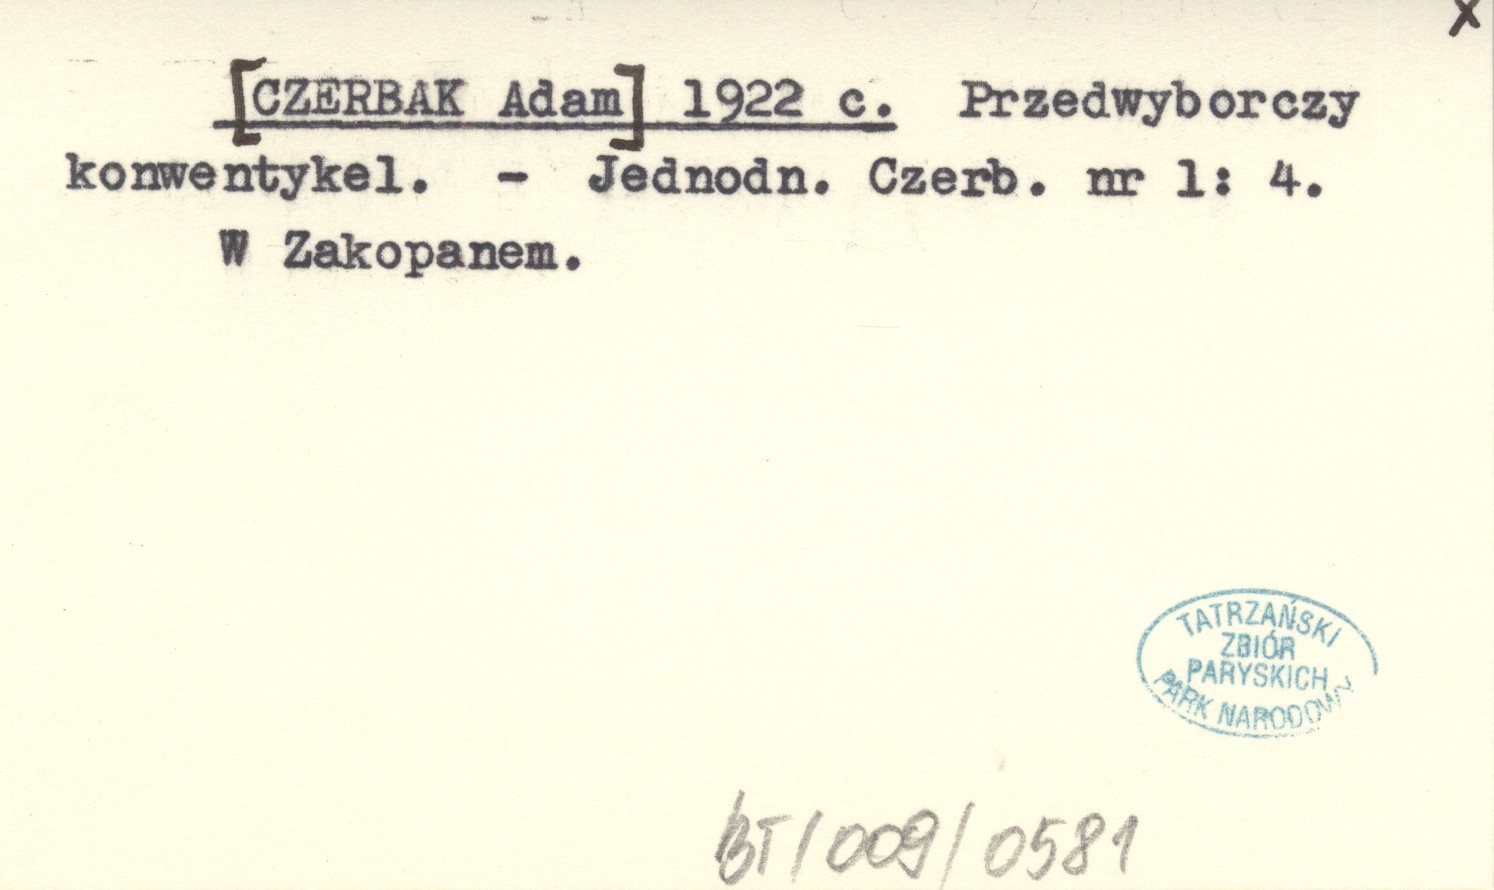 X
[CZERBAK Adam] 1922 c. Przedwyborczy
konwentykel. - Jednodn. Czerb. nr 1: 4.
W Zakopanem.
TATRZAŃSKI
ZBIÓR
PARYSKICH
PARK NARODOWY
BT/009/0581